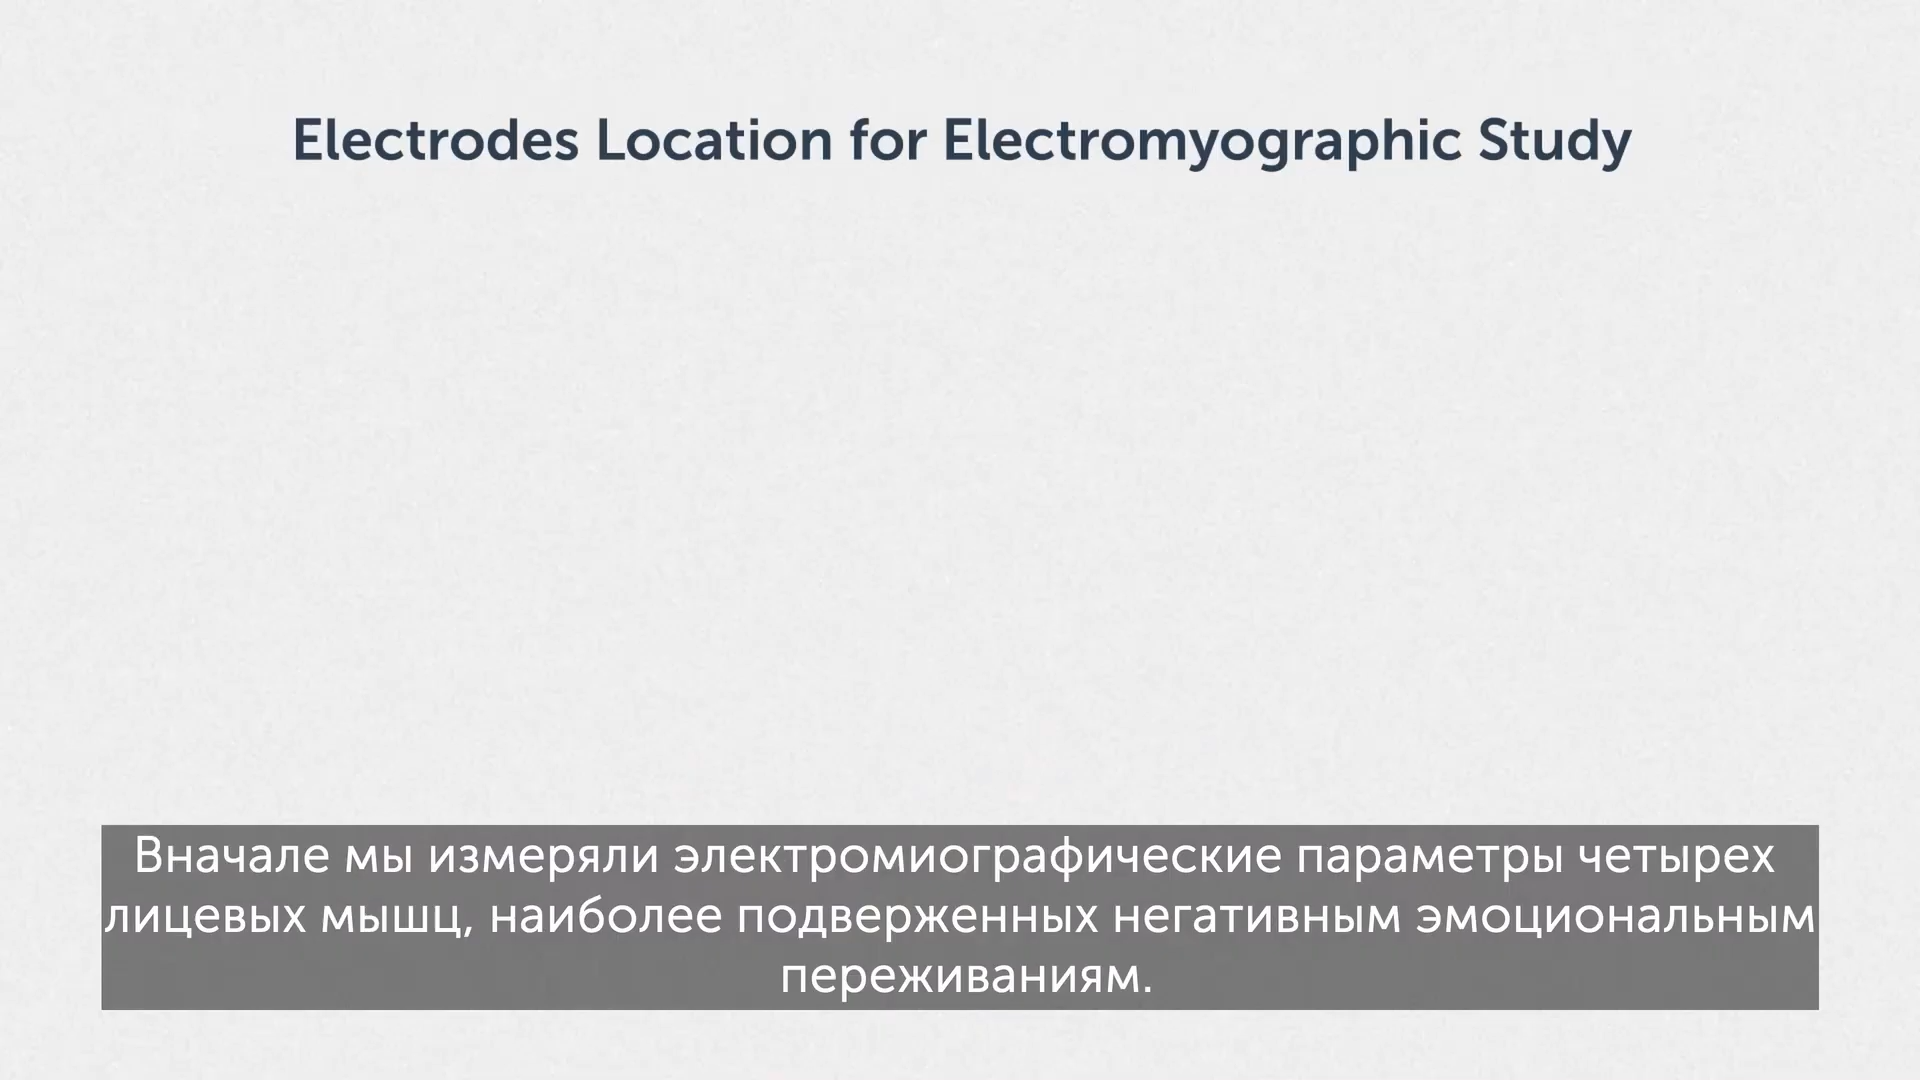 Electrodes Location for Electromyographic Study
Вначале мы измеряли электромиографические параметры четырех
лицевых мышц, наиболее подверженных негативным эмоциональным
переживаниям.